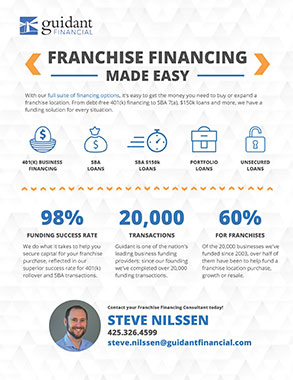 guidant
FINANCIAL
FRANCHISE FINANCING
MADE EASY
With our full suite of financing options, it's easy to get the money you need to buy or expand a
franchise location. From debt-free 401(k) financing to SBA 7(a), $150k loans and more, we have a
funding solution for every situation.
401(K) BUSINESS
FINANCING
SBA
LOANS
SBA $150K
LOANS
PORTFOLIO
LOANS
UNSECURED
LOANS
98%
FUNDING SUCCESS RATE
We do what it takes to help you
secure capital for your franchise
purchase, reflected in our
superior success rate for 401(k)
rollover and SBA transactions.
20,000
TRANSACTIONS
Guidant is one of the nation's
leading business funding
providers: since our founding
we've completed over 20,000
funding transactions.
60%
FOR FRANCHISES
Of the 20,000 businesses we've
funded since 2003, over half of
them have been to help fund a
franchise location purchase,
growth or resale.
Contact your Franchise Financing Consultant today!
STEVE NILSSEN
425.326.4599
steve.nilssen@guidantfinancial.com